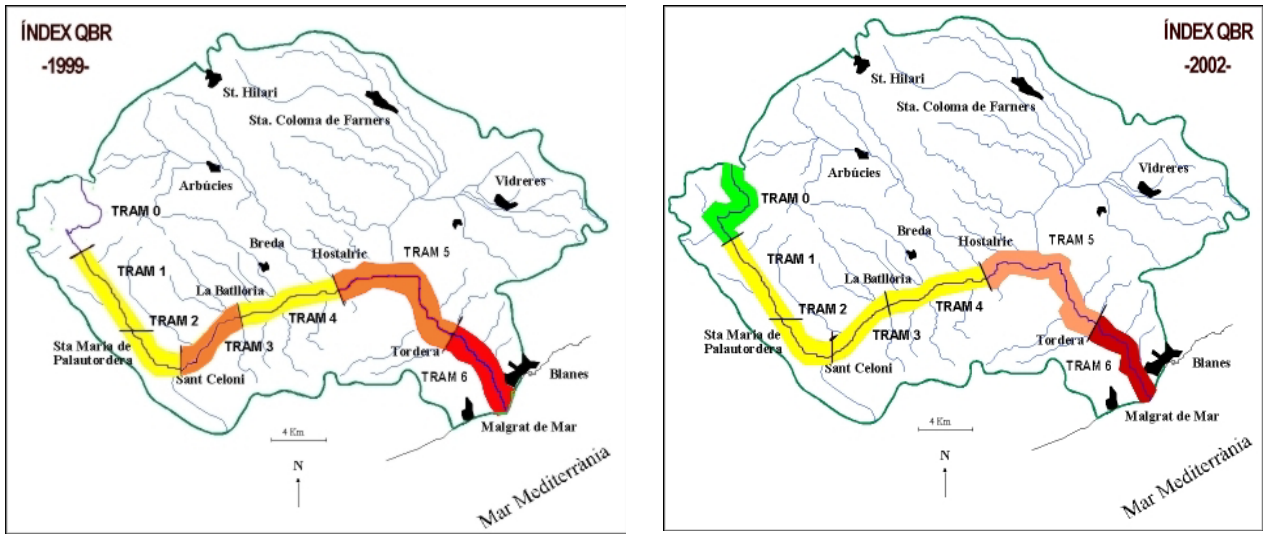 ÍNDEX QBR
-1999-
St. Hilari
Sta. Coloma de Farners
Arbúcies
Vidreres
TRAM 0
Breda
Hostalric
TRAM 5
TRAM 1
La Batllòria
TRAM 2
TRAM 4
Sta Maria de
Palautordera
TRAM 3
Tordera
Sant Celoni
TRAM 6
Blanes
Malgrat de Mar
4 Km
N
Mar Mediterrània
ÍNDEX QBR
-2002-
St. Hilari
Sta. Coloma de Farners
Arbúcies
Vidreres
TRAM 0
Breda
Hostalric
TRAM 5
TRAM 1
La Batllòria
TRAM 2
TRAM 4
Sta Maria de
Palautordera
TRAM 3
Tordera
Sant Celoni
TRAM 6
Blanes
Malgrat de Mar
4 Km
N
Mar Mediterrània